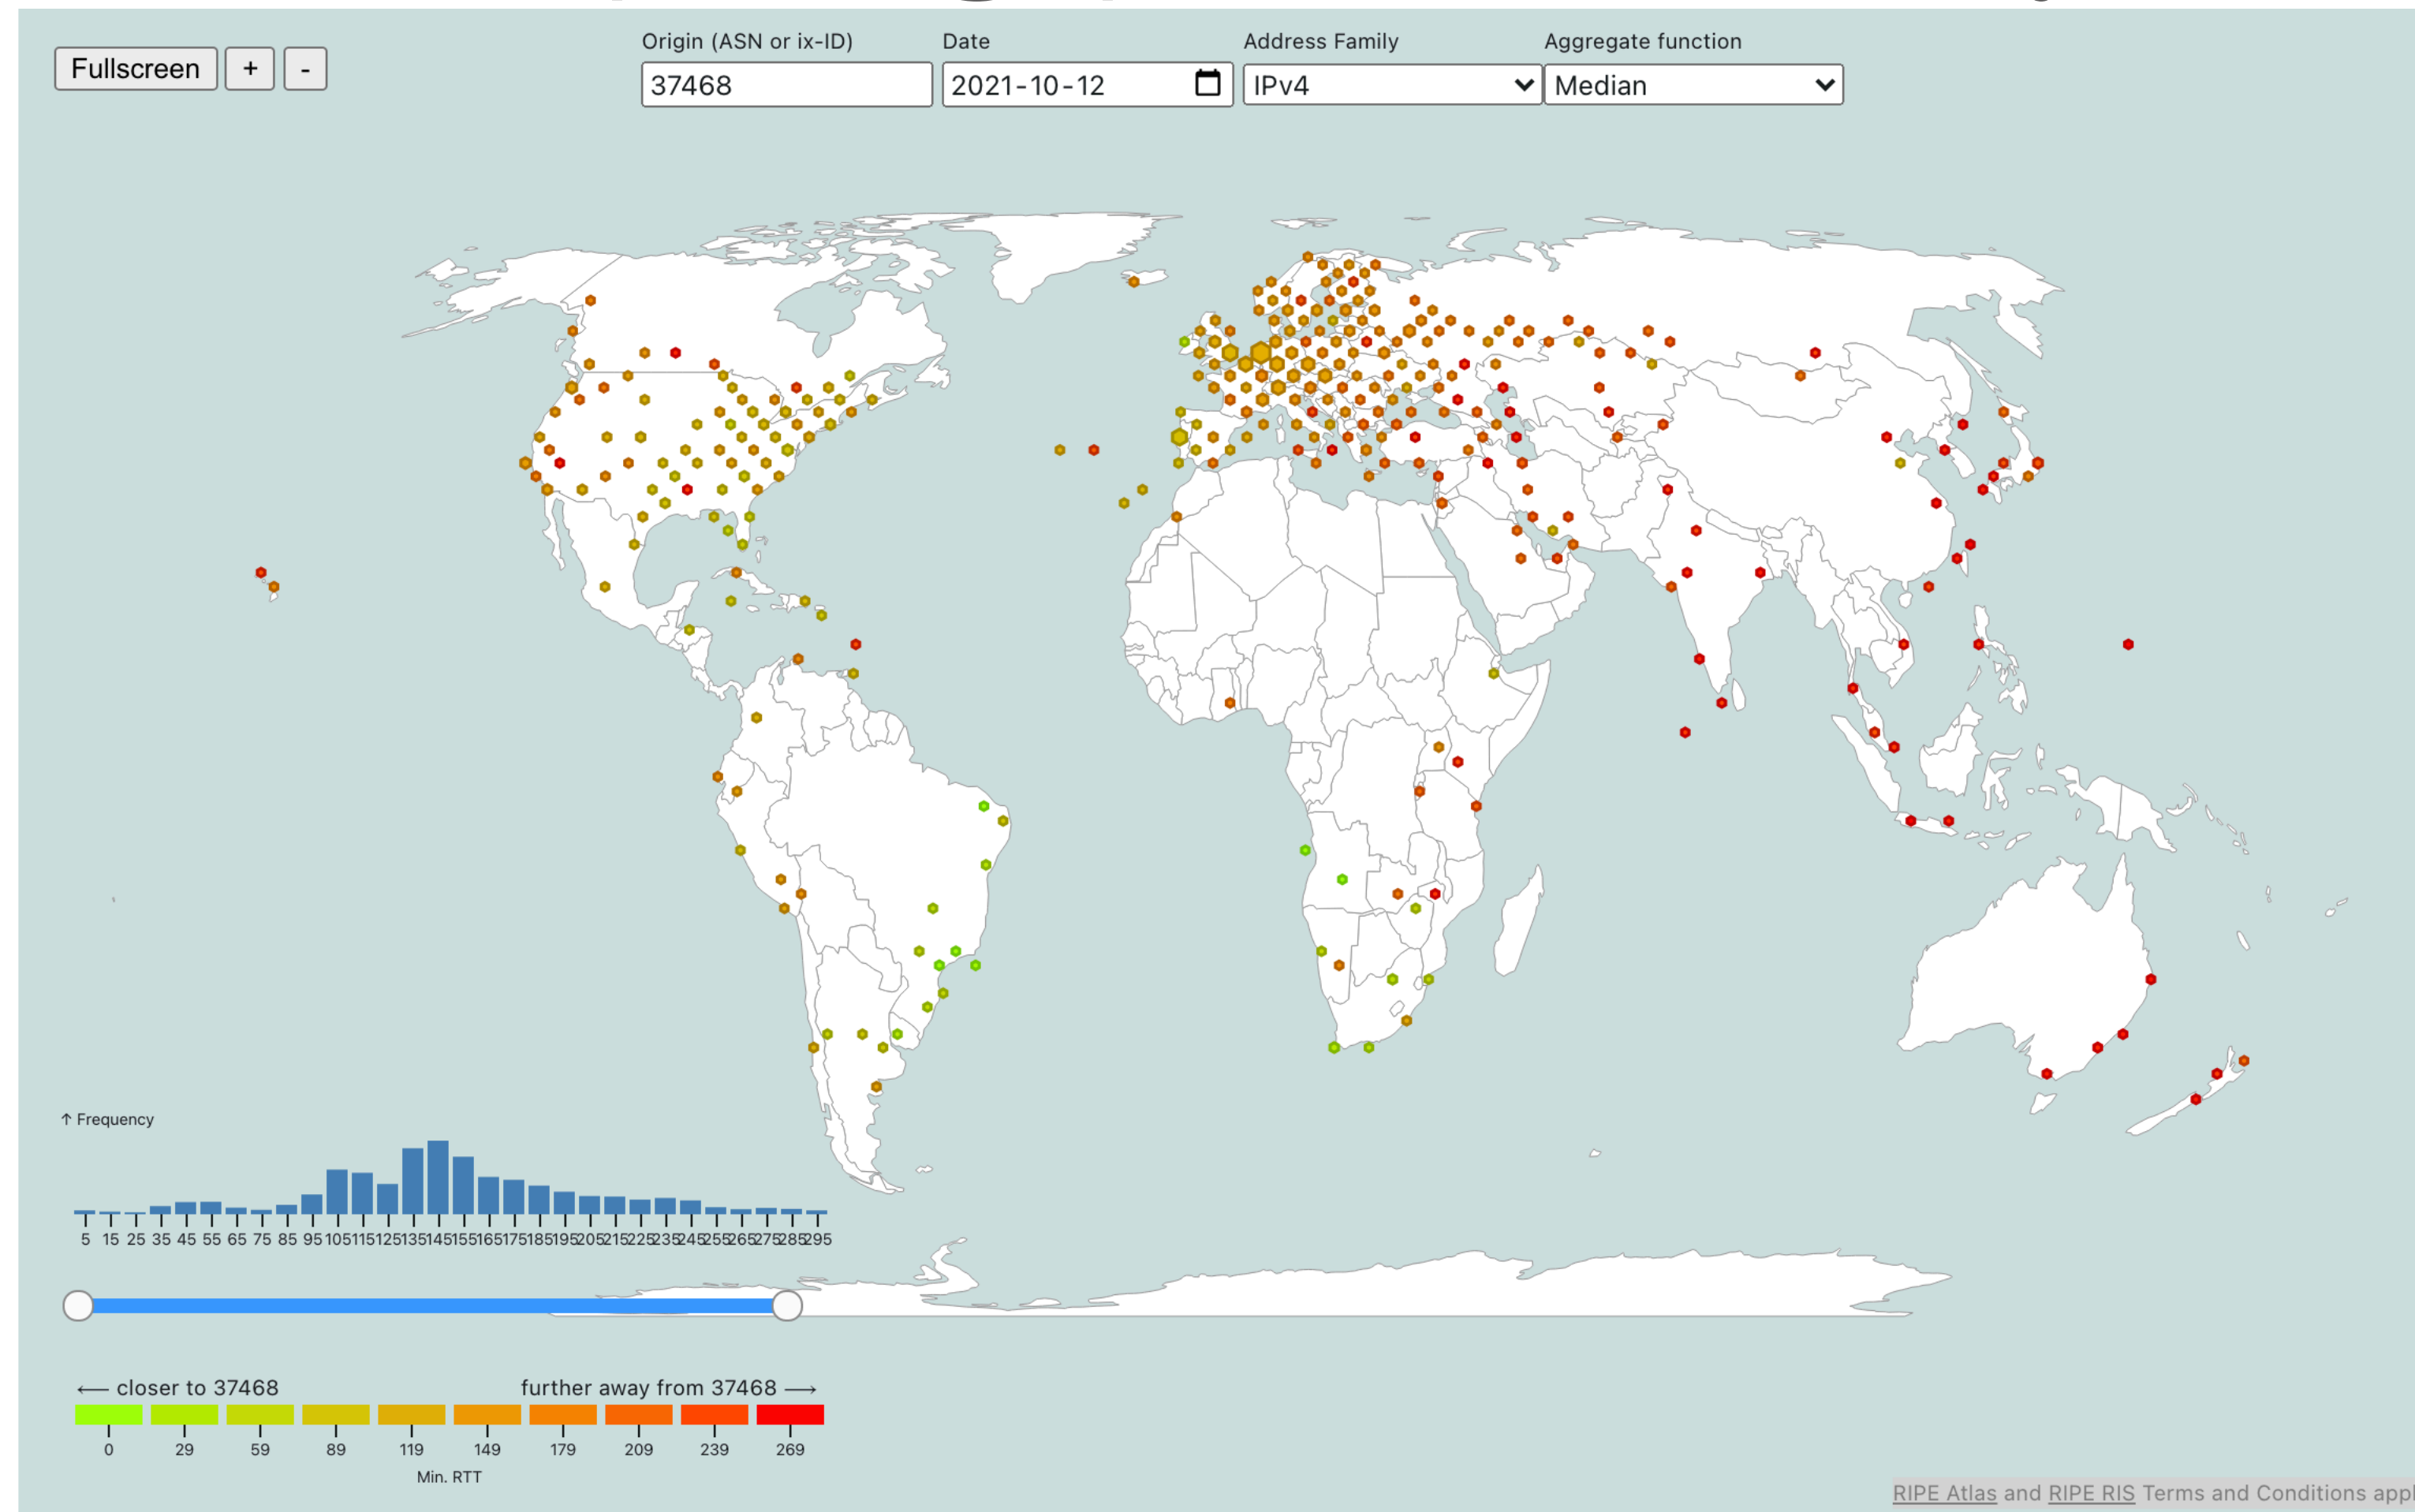 Origin (ASN or ix-ID) Date Address Family Aggregate function
Fullscreen + - 37468 2021-10-12 IPv4 Median
↑ Frequency
5 15 25 35 45 55 65 75 85 95 105 115 125 135 145 155 165 175 185 195 205 215 225 235 245 255 265 275 285 295
← closer to 37468 further away from 37468 →
0 29 59 89 119 149 179 209 239 269
Min. RTT
RIPE Atlas and RIPE RIS Terms and Conditions appl